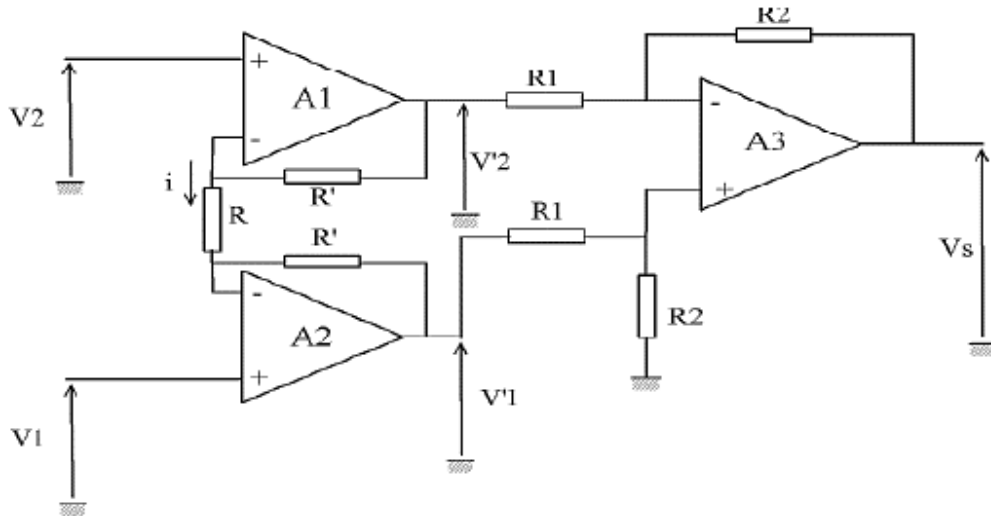 R2
+
A1
R1
-
V2
-
V'2
A3
i
R'
+
R
R1
R'
Vs
-
A2
R2
+
V'1
V1